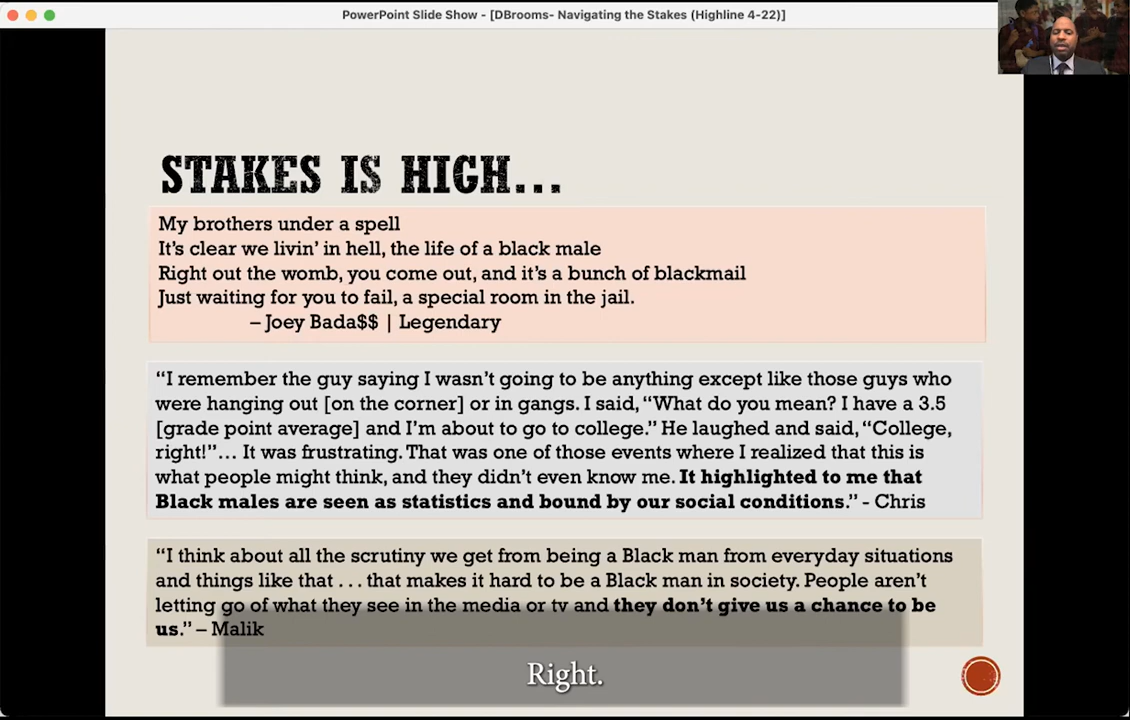 PowerPoint Slide Show - [DBrooms- Navigating the Stakes (Highline 4-22)]
STAKES IS HIGH...
My brothers under a spell
It's clear we livin' in hell, the life of a black male
Right out the womb, you come out, and it's a bunch of blackmail
Just waiting for you to fail, a special room in the jail.
– Joey Bada$$ | Legendary
“I remember the guy saying I wasn't going to be anything except like those guys who
were hanging out [on the corner] or in gangs. I said, “What do you mean? I have a 3.5
[grade point average] and I'm about to go to college.” He laughed and said, “College,
right!”… It was frustrating. That was one of those events where I realized that this is
what people might think, and they didn't even know me. It highlighted to me that
Black males are seen as statistics and bound by our social conditions.” - Chris
“I think about all the scrutiny we get from being a Black man from everyday situations
and things like that . . . that makes it hard to be a Black man in society. People aren't
letting go of what they see in the media or tv and they don't give us a chance to be
us.” – Malik
Right.